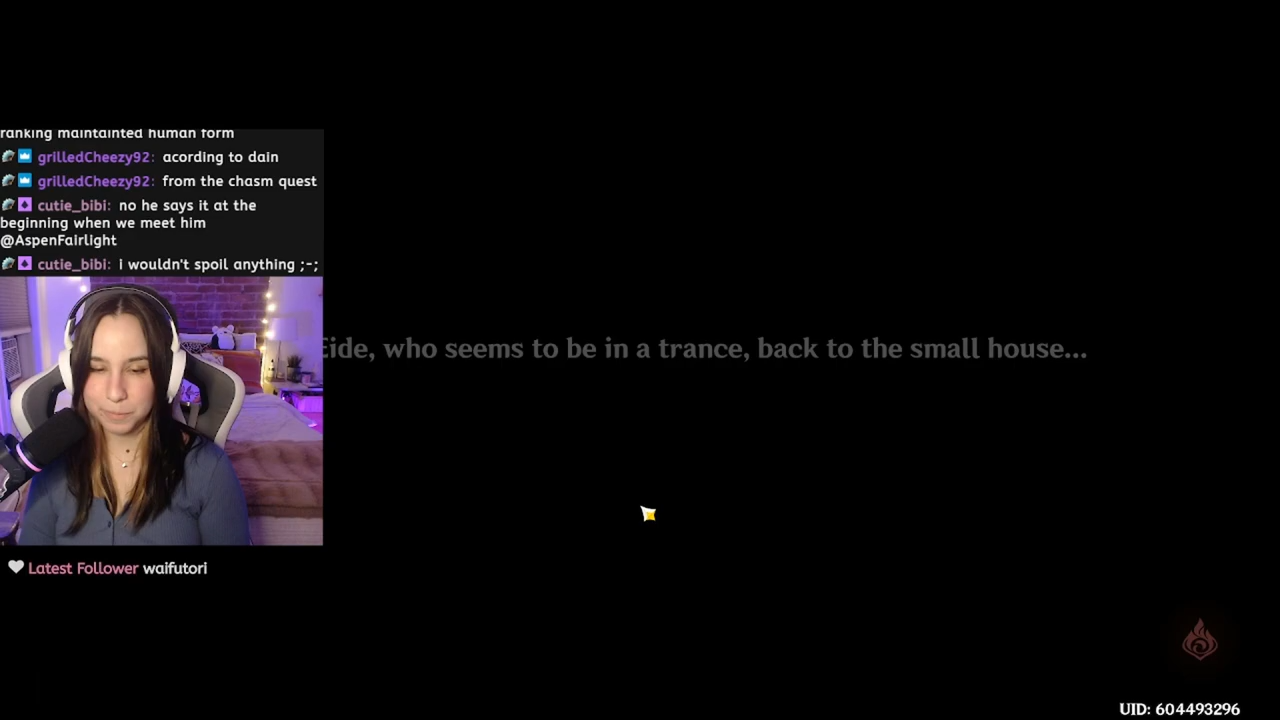 ranking maintainted human form
grilledCheezy92: acording to dain
grilledCheezy92: from the chasm quest
cutie_bibi: no he says it at the
beginning when we meet him
@AspenFairlight
cutie_bibi: i wouldn't spoil anything ;-;
Eide, who seems to be in a trance, back to the small house...
Latest Follower waifutori
UID: 604493296